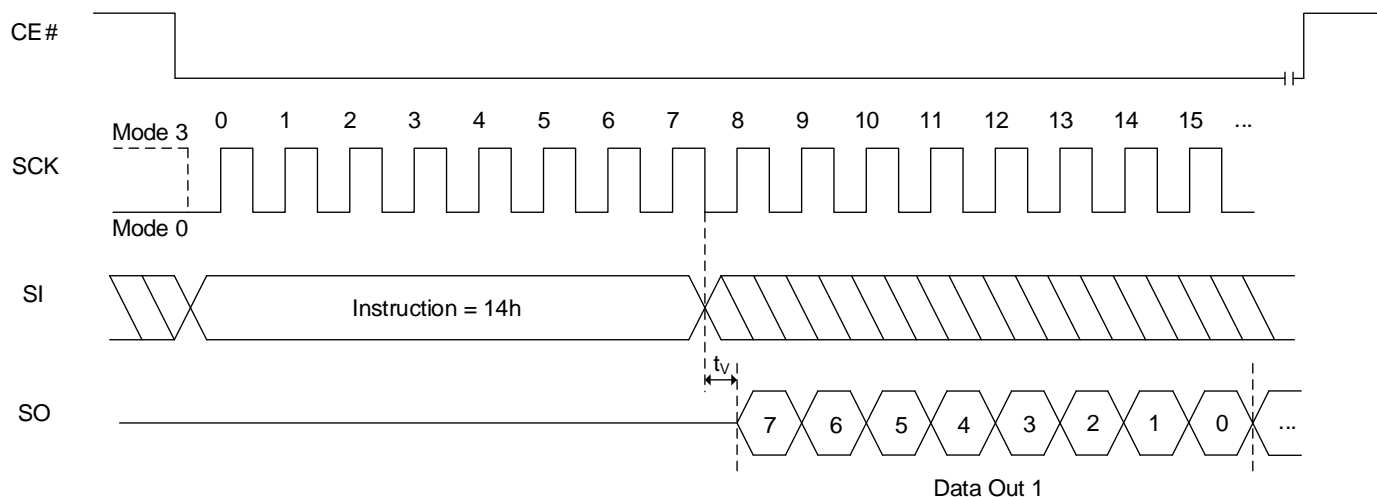 CE#
0 1 2 3 4 5 6 7 8 9 10 11 12 13 14 15 ...
Mode 3
SCK
Mode 0
SI
Instruction = 14h
tV
SO
7 6 5 4 3 2 1 0 ...
Data Out 1